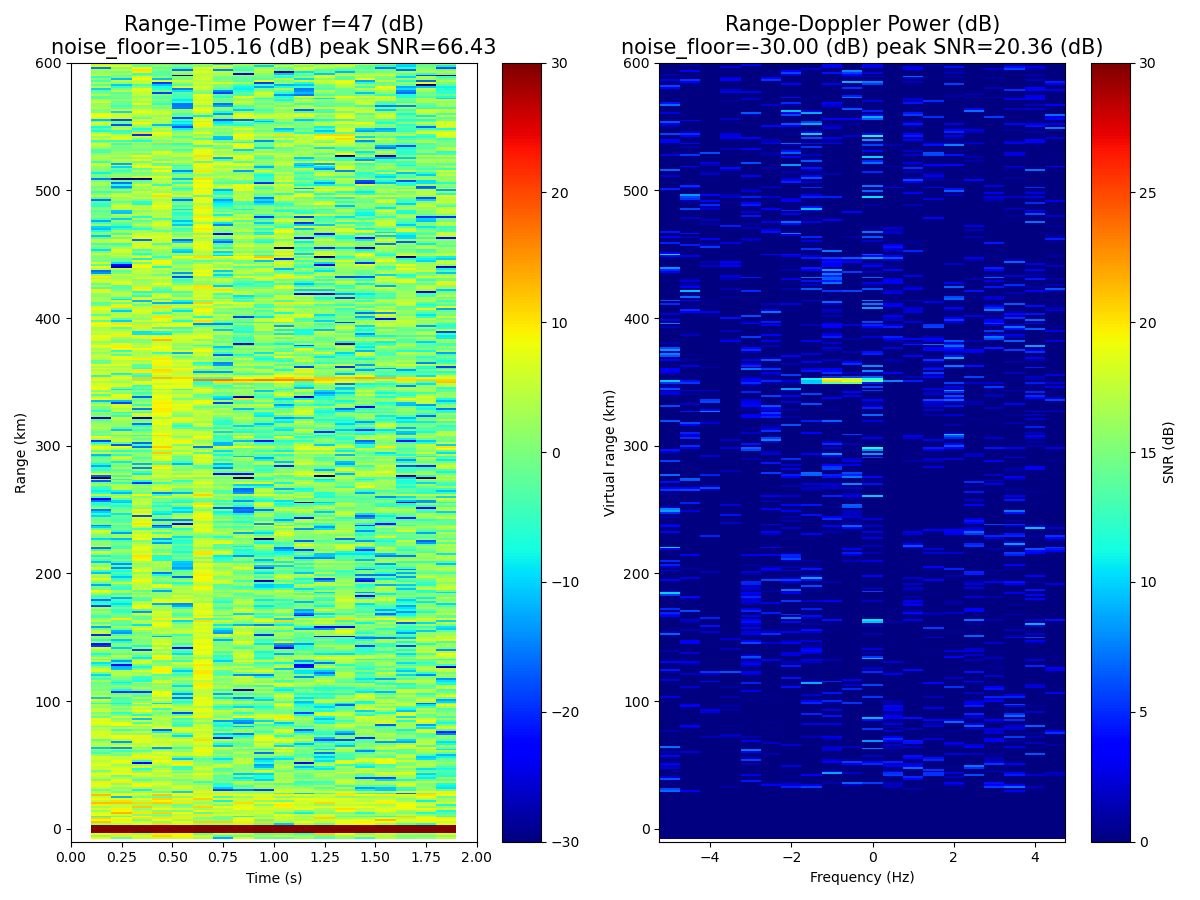 Range-Time Power f=47 (dB)
noise_floor=-105.16 (dB) peak SNR=66.43
Range (km)
600
500
400
300
200
100
0
0.00 0.25 0.50 0.75 1.00 1.25 1.50 1.75 2.00
Time (s)
30
20
10
0
−10
−20
−30
Range-Doppler Power (dB)
noise_floor=-30.00 (dB) peak SNR=20.36 (dB)
Virtual range (km)
600
500
400
300
200
100
0
−4 −2 0 2 4
Frequency (Hz)
30
25
20
15
10
5
0
SNR (dB)